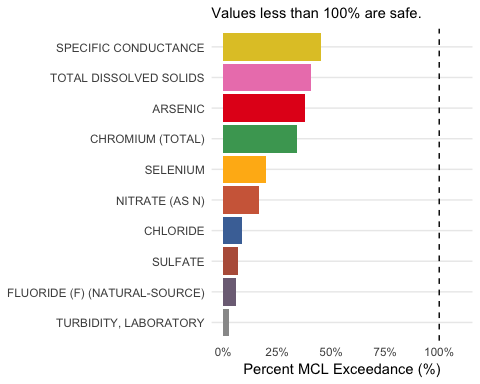 Values less than 100% are safe.
SPECIFIC CONDUCTANCE
TOTAL DISSOLVED SOLIDS
ARSENIC
CHROMIUM (TOTAL)
SELENIUM
NITRATE (AS N)
CHLORIDE
SULFATE
FLUORIDE (F) (NATURAL-SOURCE)
TURBIDITY, LABORATORY
0% 25% 50% 75% 100%
Percent MCL Exceedance (%)